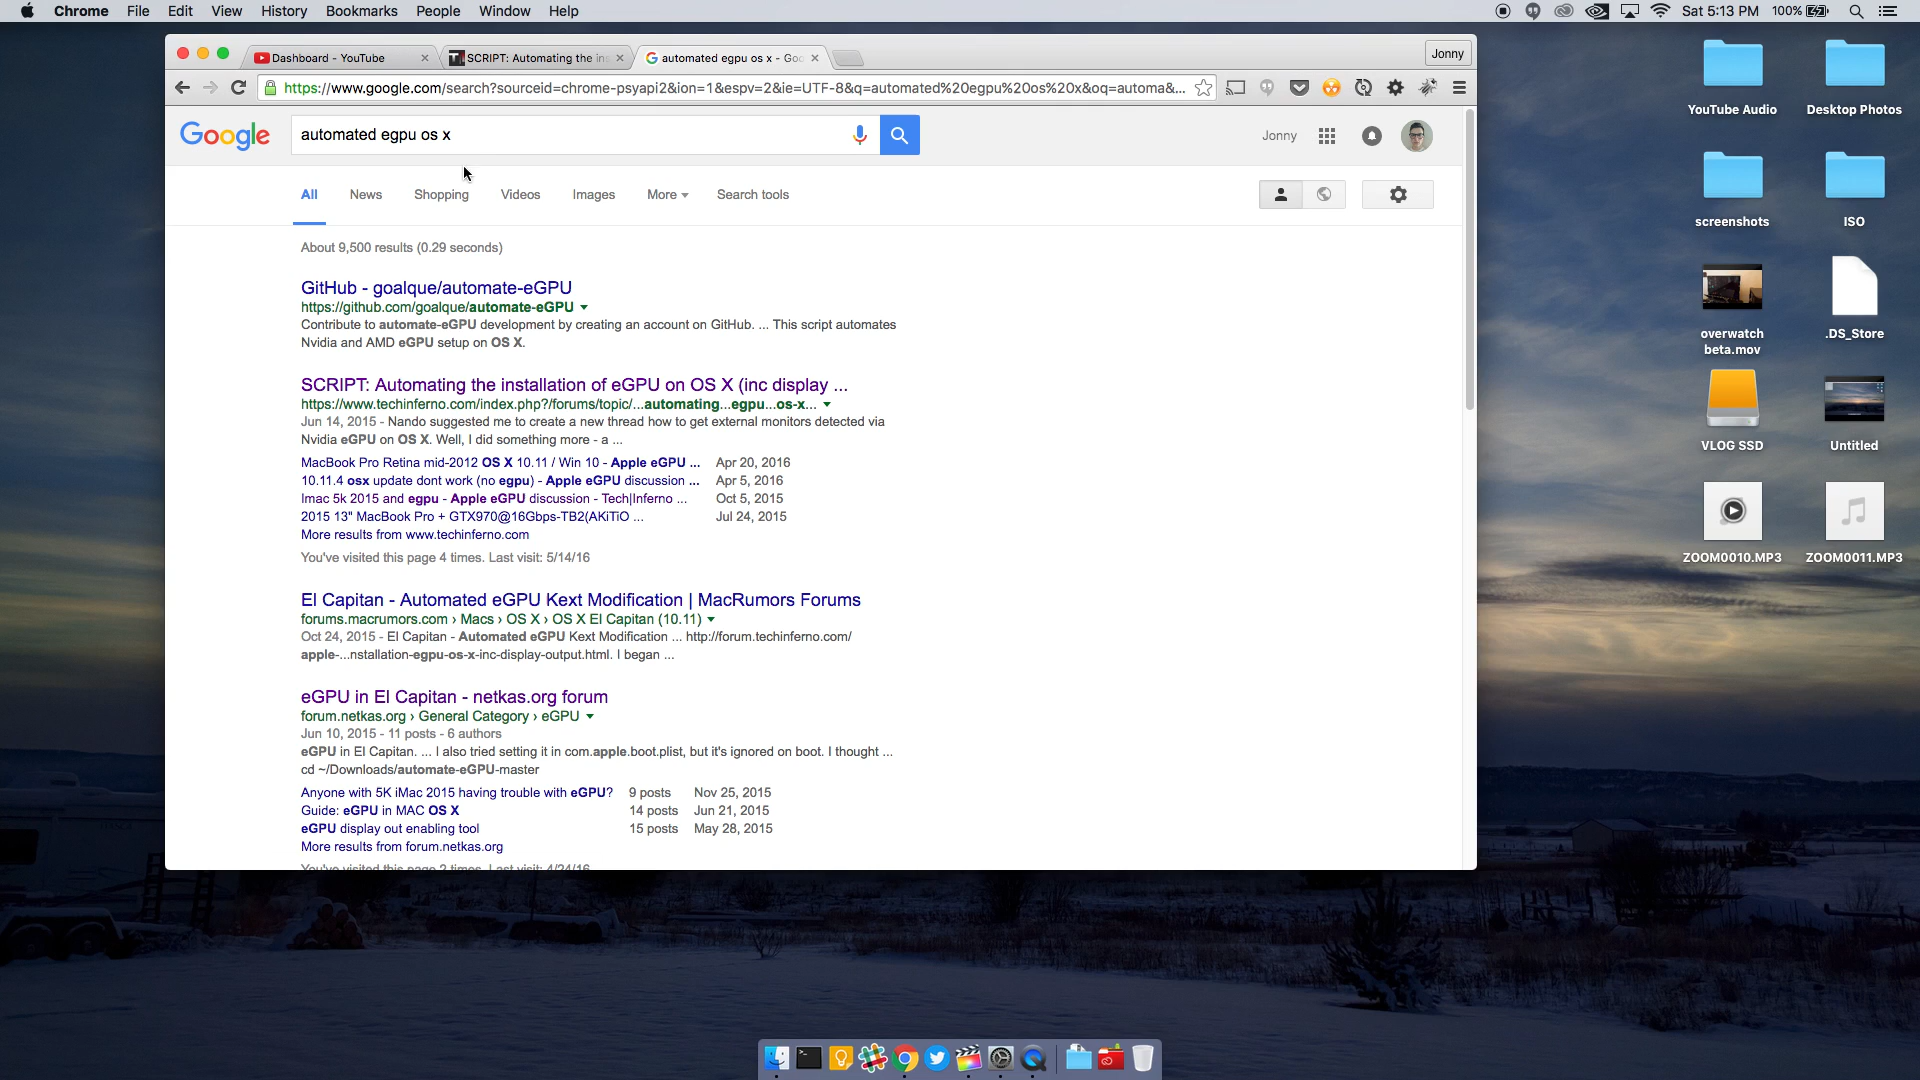 Chrome File Edit View History Bookmarks People Window Help
Sat 5:13 PM 100%
Dashboard - YouTube
SCRIPT: Automating the ins
automated egpu os x - Goo
Jonny
https://www.google.com/search?sourceid=chrome-psyapi2&ion=1&espv=2&ie=UTF-8&q=automated%20egpu%20os%20x&oq=automa&...
Google
automated egpu os x
Jonny
All News Shopping Videos Images More Search tools
About 9,500 results (0.29 seconds)
GitHub - goalque/automate-eGPU
https://github.com/goalque/automate-eGPU
Contribute to automate-eGPU development by creating an account on GitHub. ... This script automates
Nvidia and AMD eGPU setup on OS X.
SCRIPT: Automating the installation of eGPU on OS X (inc display ...
https://www.techinferno.com/index.php?/forums/topic/...automating...egpu...os-x...
Jun 14, 2015 - Nando suggested me to create a new thread how to get external monitors detected via
Nvidia eGPU on OS X. Well, I did something more - a ...
MacBook Pro Retina mid-2012 OS X 10.11 / Win 10 - Apple eGPU ... Apr 20, 2016
10.11.4 osx update dont work (no egpu) - Apple eGPU discussion ... Apr 5, 2016
Imac 5k 2015 and egpu - Apple eGPU discussion - Tech|Inferno ... Oct 5, 2015
2015 13" MacBook Pro + GTX970@16Gbps-TB2(AKiTiO ... Jul 24, 2015
More results from www.techinferno.com
You've visited this page 4 times. Last visit: 5/14/16
El Capitan - Automated eGPU Kext Modification | MacRumors Forums
forums.macrumors.com › Macs › OS X › OS X El Capitan (10.11)
Oct 24, 2015 - El Capitan - Automated eGPU Kext Modification ... http://forum.techinferno.com/
apple-...nstallation-egpu-os-x-inc-display-output.html. I began ...
eGPU in El Capitan - netkas.org forum
forum.netkas.org › General Category › eGPU
Jun 10, 2015 - 11 posts - 6 authors
eGPU in El Capitan. ... I also tried setting it in com.apple.boot.plist, but it's ignored on boot. I thought ...
cd ~/Downloads/automate-eGPU-master
Anyone with 5K iMac 2015 having trouble with eGPU? 9 posts Nov 25, 2015
Guide: eGPU in MAC OS X 14 posts Jun 21, 2015
eGPU display out enabling tool 15 posts May 28, 2015
More results from forum.netkas.org
You've visited this page 2 times. Last visit: 4/24/16
YouTube Audio
Desktop Photos
screenshots
ISO
overwatch
beta.mov
.DS_Store
VLOG SSD
Untitled
ZOOM0010.MP3
ZOOM0011.MP3